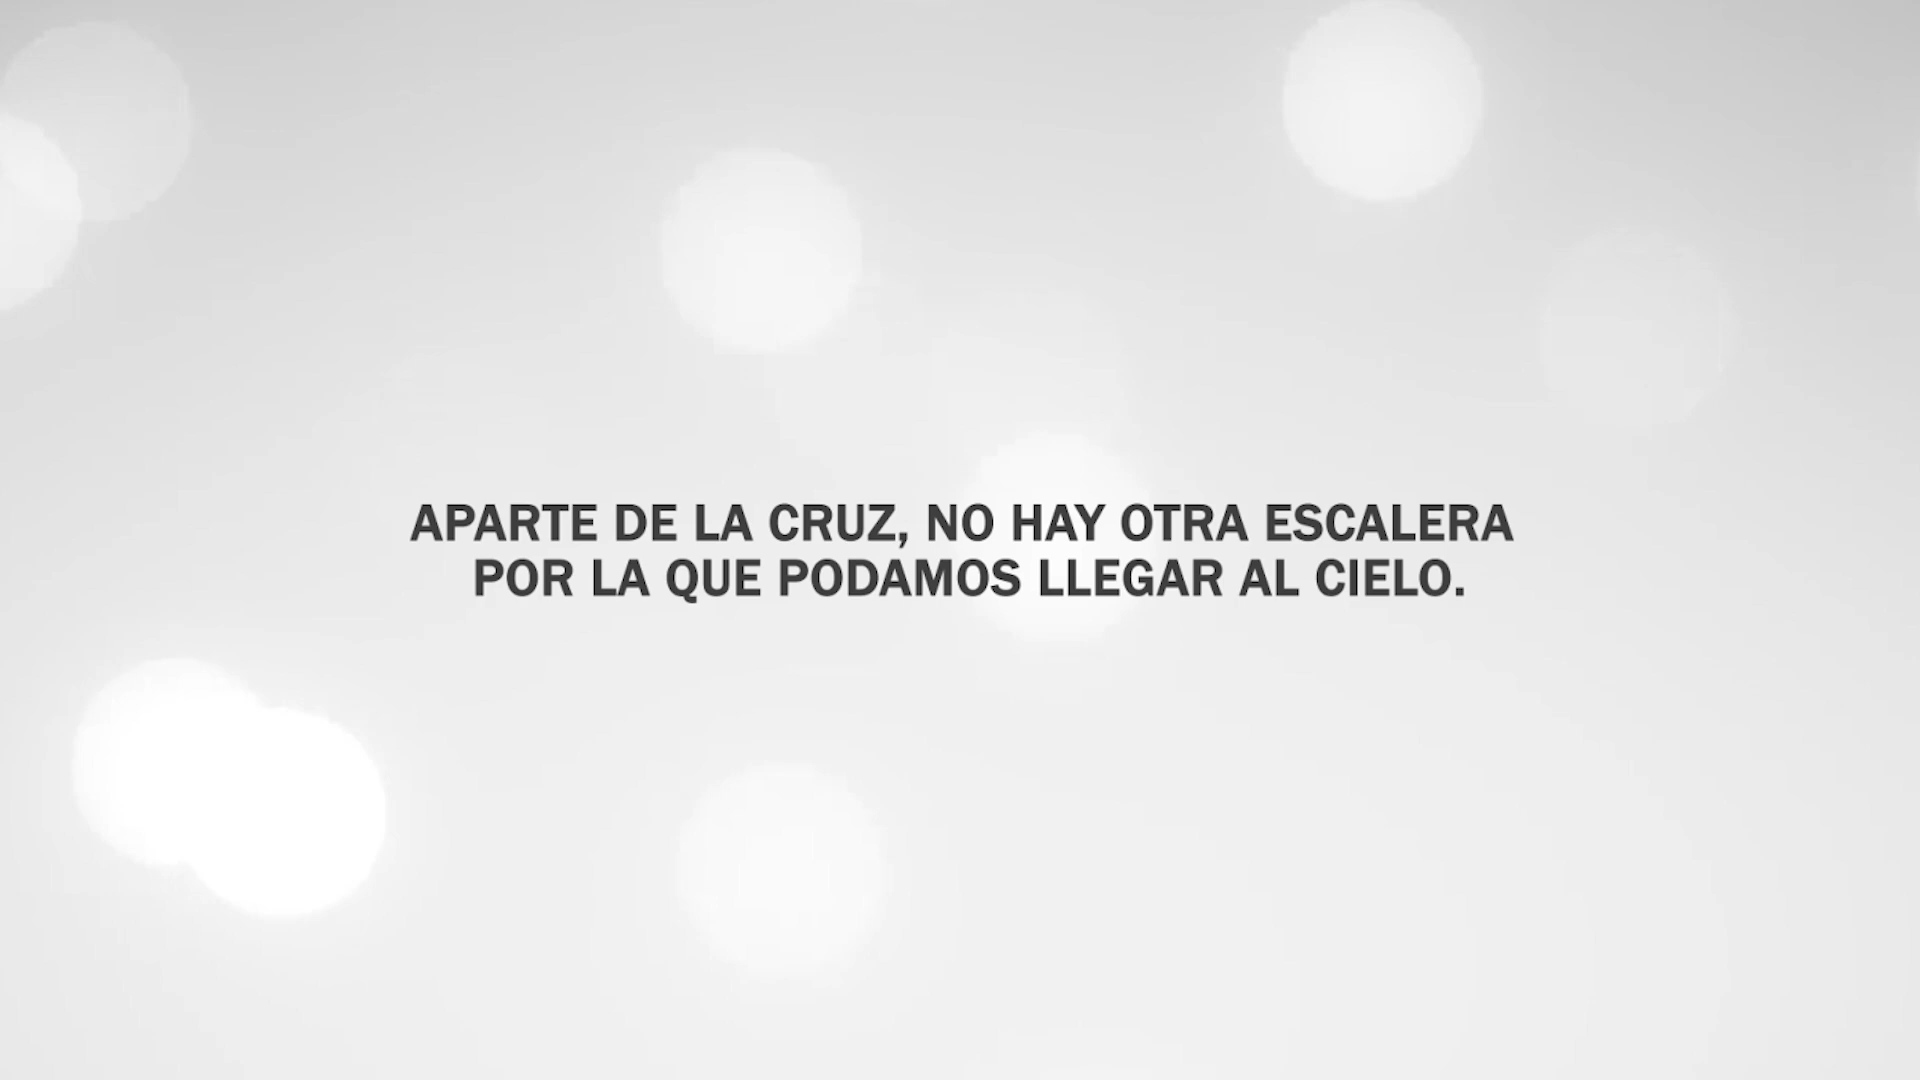 APARTE DE LA CRUZ, NO HAY OTRA ESCALERA
POR LA QUE PODAMOS LLEGAR AL CIELO.